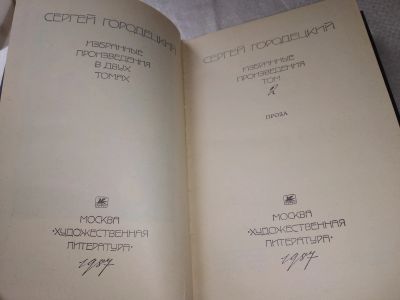 СЕРГЕЙ ГОРОДЕЦКИЙ
ИЗБРАННЫЕ
ПРОИЗВЕДЕНИЯ
В ДВУХ
ТОМАХ
МОСКВА
·ХУДОЖЕСТВЕННАЯ
ЛИТЕРАТУРА·
1987
СЕРГЕЙ ГОРОДЕЦКИЙ
ИЗБРАННЫЕ
ПРОИЗВЕДЕНИЯ
ТОМ
2
ПРОЗА
МОСКВА
·ХУДОЖЕСТВЕННАЯ
ЛИТЕРАТУРА·
1987